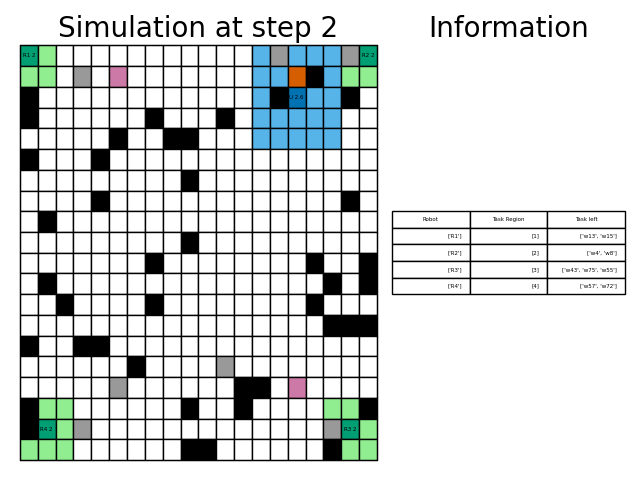 Simulation at step 2
Information
R1 2
R2 2
U 2 8
R4 2
R3 2
Robot Task Region Task left
['R1'] [1] ['w13', 'w15']
['R2'] [2] ['w4', 'w8']
['R3'] [3] ['w43', 'w75', 'w55']
['R4'] [4] ['w57', 'w72']